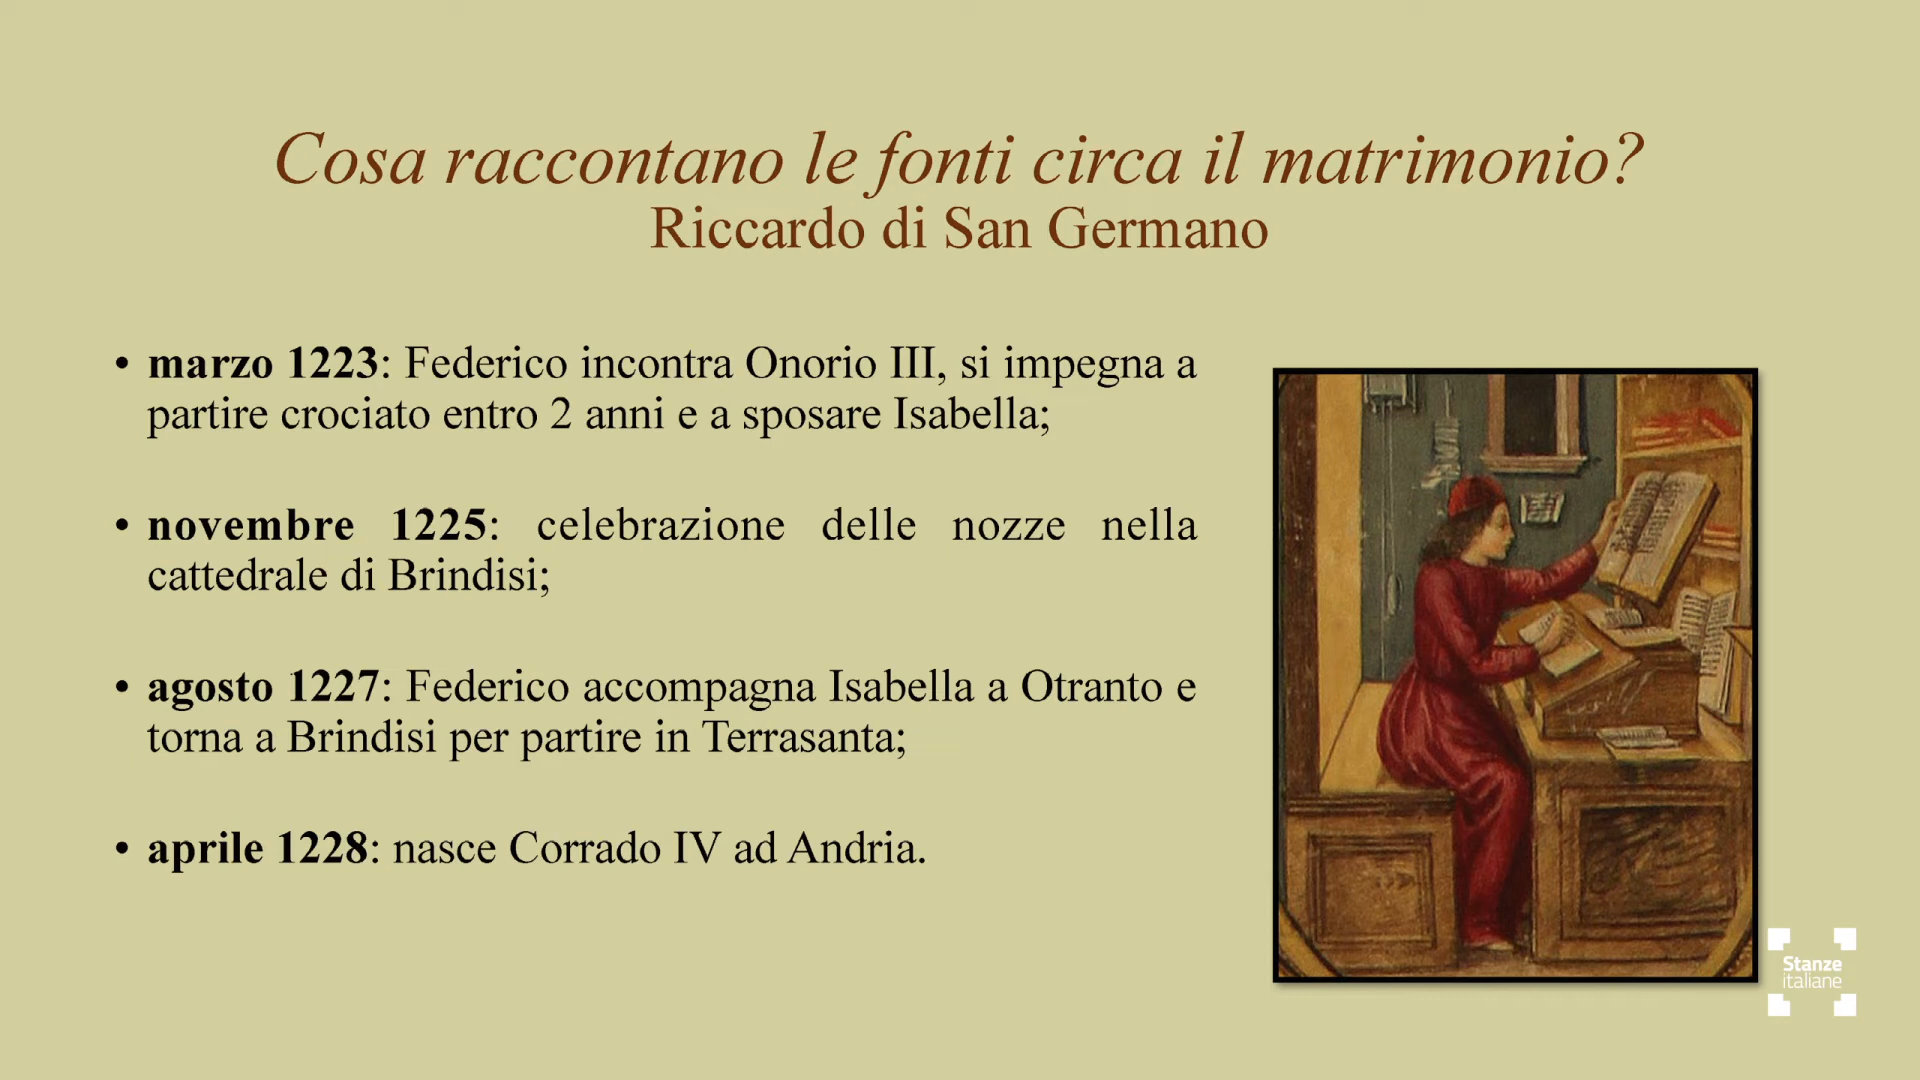 Cosa raccontano le fonti circa il matrimonio?
Riccardo di San Germano
• marzo 1223: Federico incontra Onorio III, si impegna a
partire crociato entro 2 anni e a sposare Isabella;
• novembre 1225: celebrazione delle nozze nella
cattedrale di Brindisi;
• agosto 1227: Federico accompagna Isabella a Otranto e
torna a Brindisi per partire in Terrasanta;
• aprile 1228: nasce Corrado IV ad Andria.
Stanze
italiane